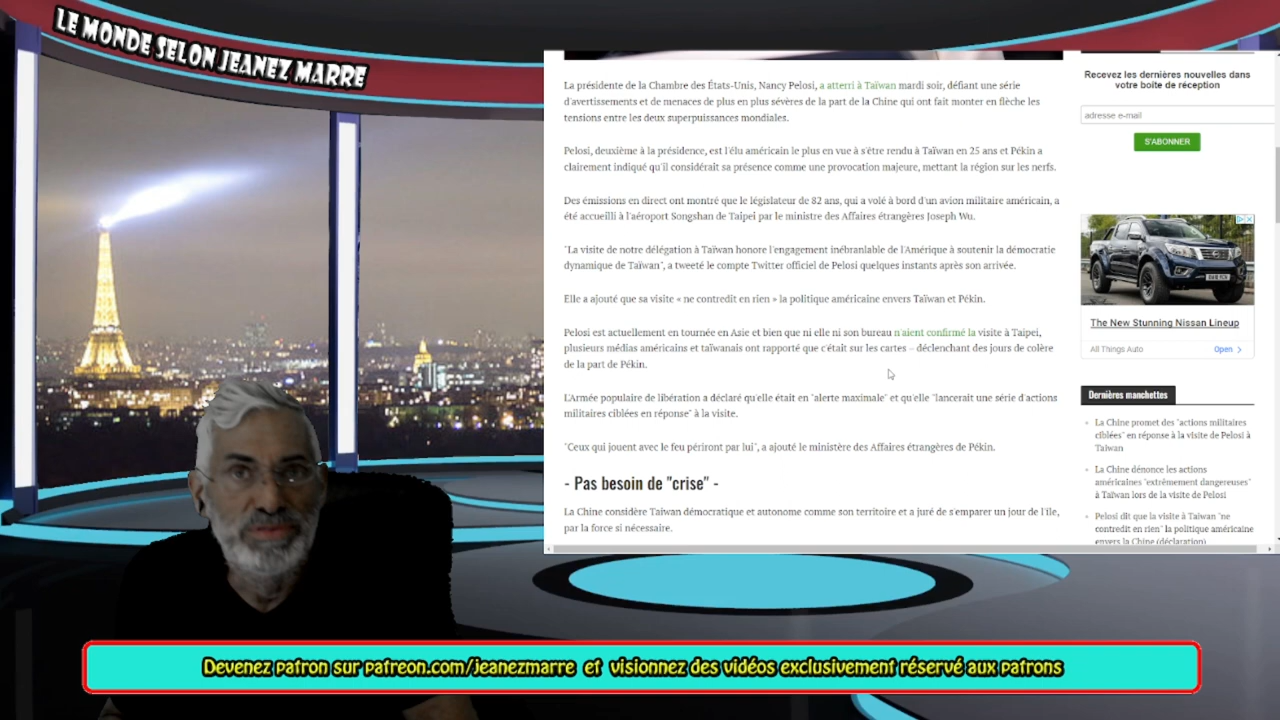 LE MONDE SELON JEANEZ MARRE
La présidente de la Chambre des États-Unis, Nancy Pelosi, a atterri à Taïwan mardi soir, défiant une série
d'avertissements et de menaces de plus en plus sévères de la part de la Chine qui ont fait monter en flèche les
tensions entre les deux superpuissances mondiales.
Pelosi, deuxième à la présidence, est l'élu américain le plus en vue à s'être rendu à Taïwan en 25 ans et Pékin a
clairement indiqué qu'il considérait sa présence comme une provocation majeure, mettant la région sur les nerfs.
Des émissions en direct ont montré que le législateur de 82 ans, qui a volé à bord d'un avion militaire américain, a
été accueilli à l'aéroport Songshan de Taipei par le ministre des Affaires étrangères Joseph Wu.
"La visite de notre délégation à Taïwan honore l'engagement inébranlable de l'Amérique à soutenir la démocratie
dynamique de Taïwan", a tweeté le compte Twitter officiel de Pelosi quelques instants après son arrivée.
Elle a ajouté que sa visite « ne contredit en rien » la politique américaine envers Taïwan et Pékin.
Pelosi est actuellement en tournée en Asie et bien que ni elle ni son bureau n'aient confirmé la visite à Taipei,
plusieurs médias américains et taïwanais ont rapporté que c'était sur les cartes – déclenchant des jours de colère
de la part de Pékin.
L'Armée populaire de libération a déclaré qu'elle était en "alerte maximale" et qu'elle "lancerait une série d'actions
militaires ciblées en réponse" à la visite.
"Ceux qui jouent avec le feu périront par lui", a ajouté le ministère des Affaires étrangères de Pékin.
- Pas besoin de "crise" -
La Chine considère Taïwan démocratique et autonome comme son territoire et a juré de s'emparer un jour de l'île,
par la force si nécessaire.
Recevez les dernières nouvelles dans
votre boîte de réception
adresse e-mail
S'ABONNER
The New Stunning Nissan Lineup
All Things Auto Open >
Dernières manchettes
La Chine promet des "actions militaires
ciblées" en réponse à la visite de Pelosi à
Taïwan
La Chine dénonce les actions
américaines "extrêmement dangereuses"
à Taïwan lors de la visite de Pelosi
Pelosi dit que la visite à Taïwan "ne
contredit en rien" la politique américaine
envers la Chine (déclaration)
Devenez patron sur patreon.com/jeanezmarre et visionnez des vidéos exclusivement réservé aux patrons